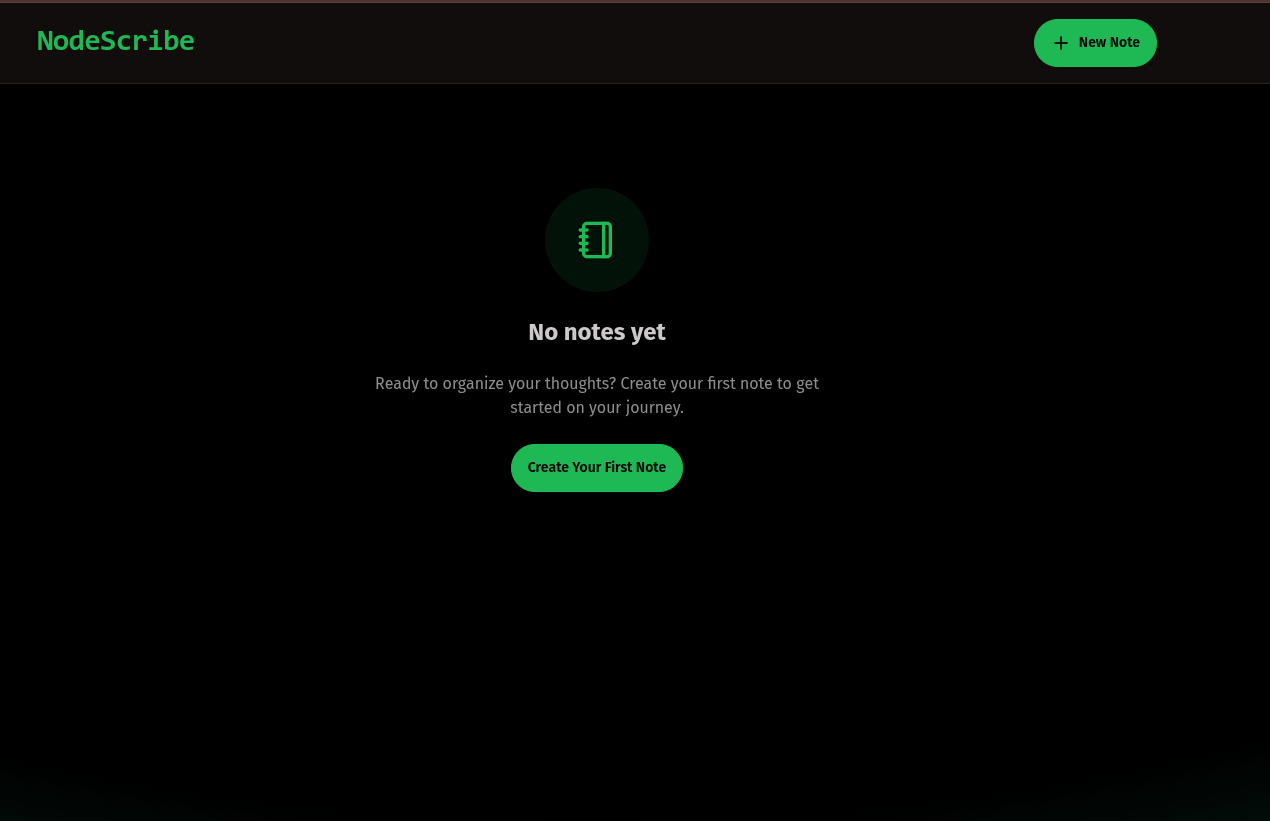 NodeScribe
New Note
No notes yet
Ready to organize your thoughts? Create your first note to get
started on your journey.
Create Your First Note